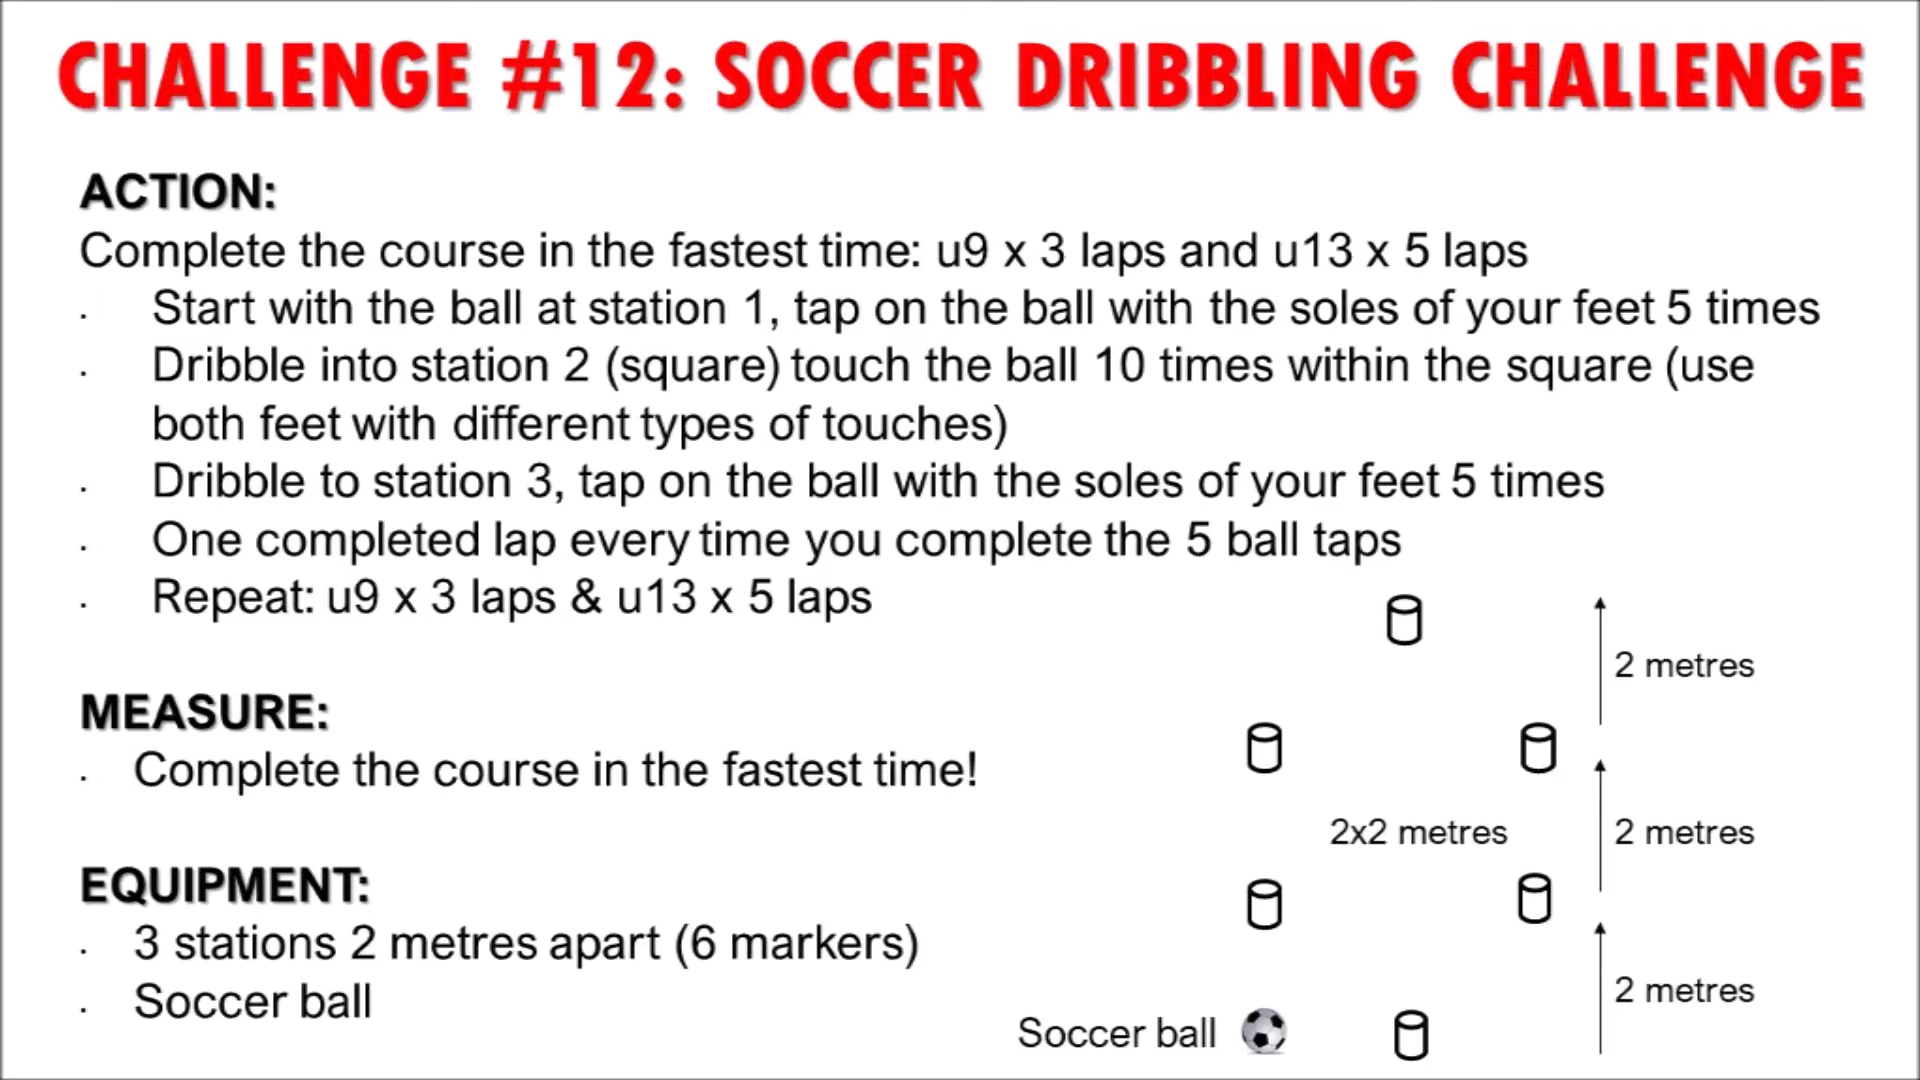 CHALLENGE #12: SOCCER DRIBBLING CHALLENGE
ACTION:
Complete the course in the fastest time: u9 x 3 laps and u13 x 5 laps
· Start with the ball at station 1, tap on the ball with the soles of your feet 5 times
· Dribble into station 2 (square) touch the ball 10 times within the square (use
both feet with different types of touches)
· Dribble to station 3, tap on the ball with the soles of your feet 5 times
· One completed lap every time you complete the 5 ball taps
· Repeat: u9 x 3 laps & u13 x 5 laps
MEASURE:
· Complete the course in the fastest time!
EQUIPMENT:
· 3 stations 2 metres apart (6 markers)
· Soccer ball
2 metres
2x2 metres
2 metres
2 metres
Soccer ball